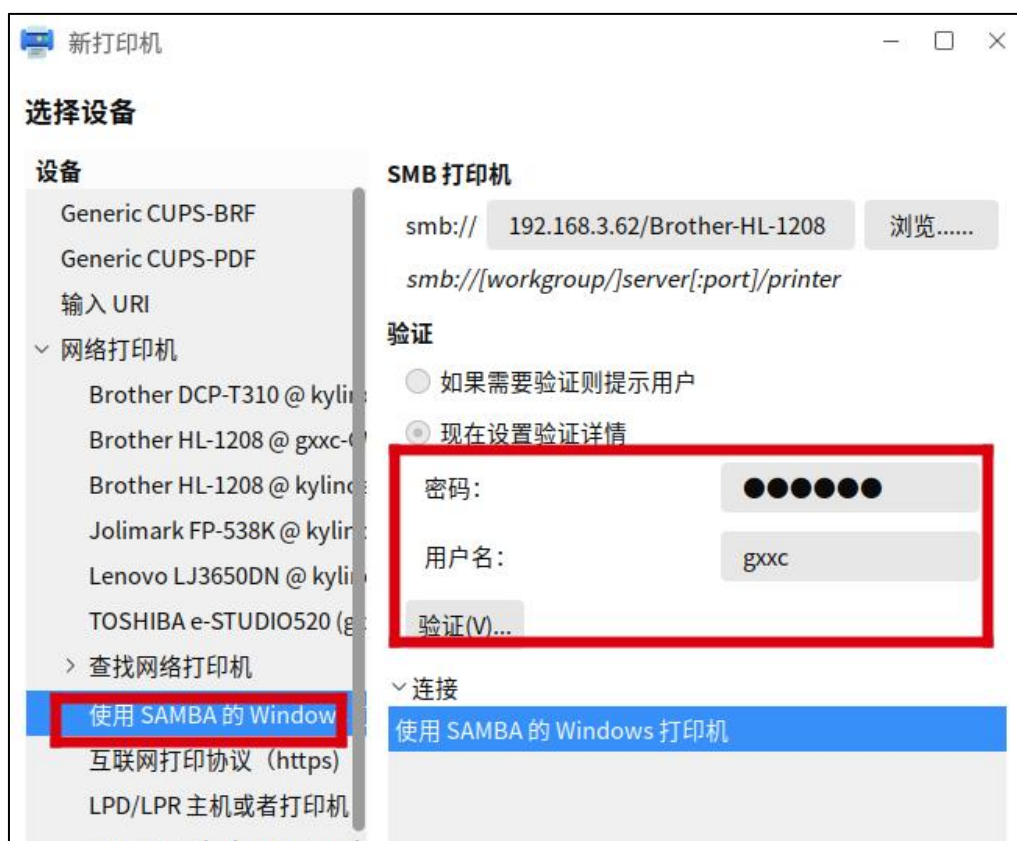 新打印机
选择设备
设备
Generic CUPS-BRF
Generic CUPS-PDF
输入 URI
网络打印机
Brother DCP-T310 @ kylin
Brother HL-1208 @ gxxc-
Brother HL-1208 @ kylin
Jolimark FP-538K @ kylin
Lenovo LJ3650DN @ kylin
TOSHIBA e-STUDIO520 (g
查找网络打印机
使用 SAMBA 的 Window
互联网打印协议（https）
LPD/LPR 主机或者打印机
SMB 打印机
smb:// 192.168.3.62/Brother-HL-1208 浏览......
smb://[workgroup/]server[:port]/printer
验证
如果需要验证则提示用户
现在设置验证详情
密码： ●●●●●●
用户名： gxxc
验证(V)...
连接
使用 SAMBA 的 Windows 打印机